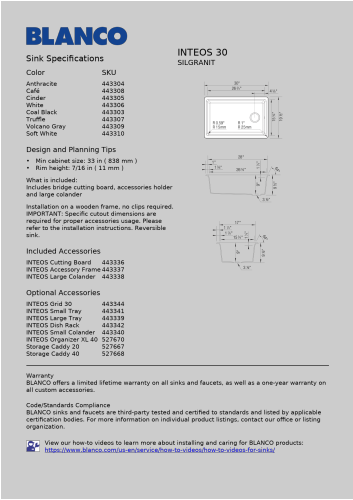 BLANCO
INTEOS 30
SILGRANIT
Sink Specifications
Color SKU
Anthracite 443304
Café 443308
Cinder 443305
White 443306
Coal Black 443303
Truffle 443307
Volcano Gray 443309
Soft White 443310
Design and Planning Tips
• Min cabinet size: 33 in ( 838 mm )
• Rim height: 7/16 in ( 11 mm )
What is included:
Includes bridge cutting board, accessories holder
and large colander
Installation on a wooden frame, no clips required.
IMPORTANT: Specific cutout dimensions are
required for proper accessories usage. Please
refer to the installation instructions. Reversible
sink.
Included Accessories
INTEOS Cutting Board 443336
INTEOS Accessory Frame 443337
INTEOS Large Colander 443338
Optional Accessories
INTEOS Grid 30 443344
INTEOS Small Tray 443341
INTEOS Large Tray 443339
INTEOS Dish Rack 443342
INTEOS Small Colander 443340
INTEOS Organizer XL 40 527670
Storage Caddy 20 527667
Storage Caddy 40 527668
Warranty
BLANCO offers a limited lifetime warranty on all sinks and faucets, as well as a one-year warranty on
all custom accessories.
Code/Standards Compliance
BLANCO sinks and faucets are third-party tested and certified to standards and listed by applicable
certification bodies. For more information on individual product listings, contact our office or listing
organization.
View our how-to videos to learn more about installing and caring for BLANCO products:
https://www.blanco.com/us-en/service/how-to-videos/how-to-videos-for-sinks/